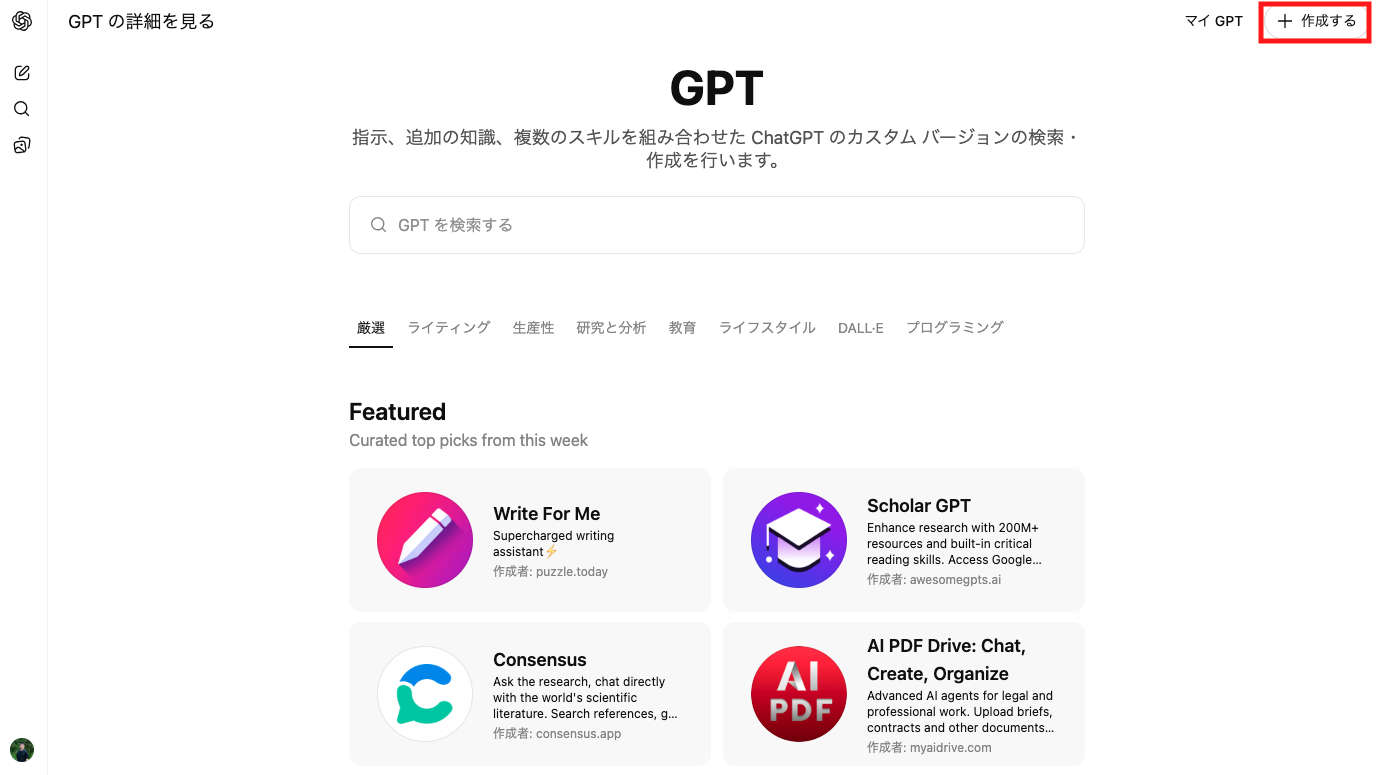 GPT の詳細を見る
マイ GPT
作成する
GPT
指示、追加の知識、複数のスキルを組み合わせた ChatGPT のカスタム バージョンの検索・
作成を行います。
GPT を検索する
厳選 ライティング 生産性 研究と分析 教育 ライフスタイル DALL·E プログラミング
Featured
Curated top picks from this week
Write For Me
Supercharged writing
assistant⚡
作成者: puzzle.today
Scholar GPT
Enhance research with 200M+
resources and built-in critical
reading skills. Access Google...
作成者: awesomegpts.ai
Consensus
Ask the research, chat directly
with the world's scientific
literature. Search references, g...
作成者: consensus.app
AI
PDF
AI PDF Drive: Chat,
Create, Organize
Advanced AI agents for legal and
professional work. Upload briefs,
contracts and other documents...
作成者: myaidrive.com